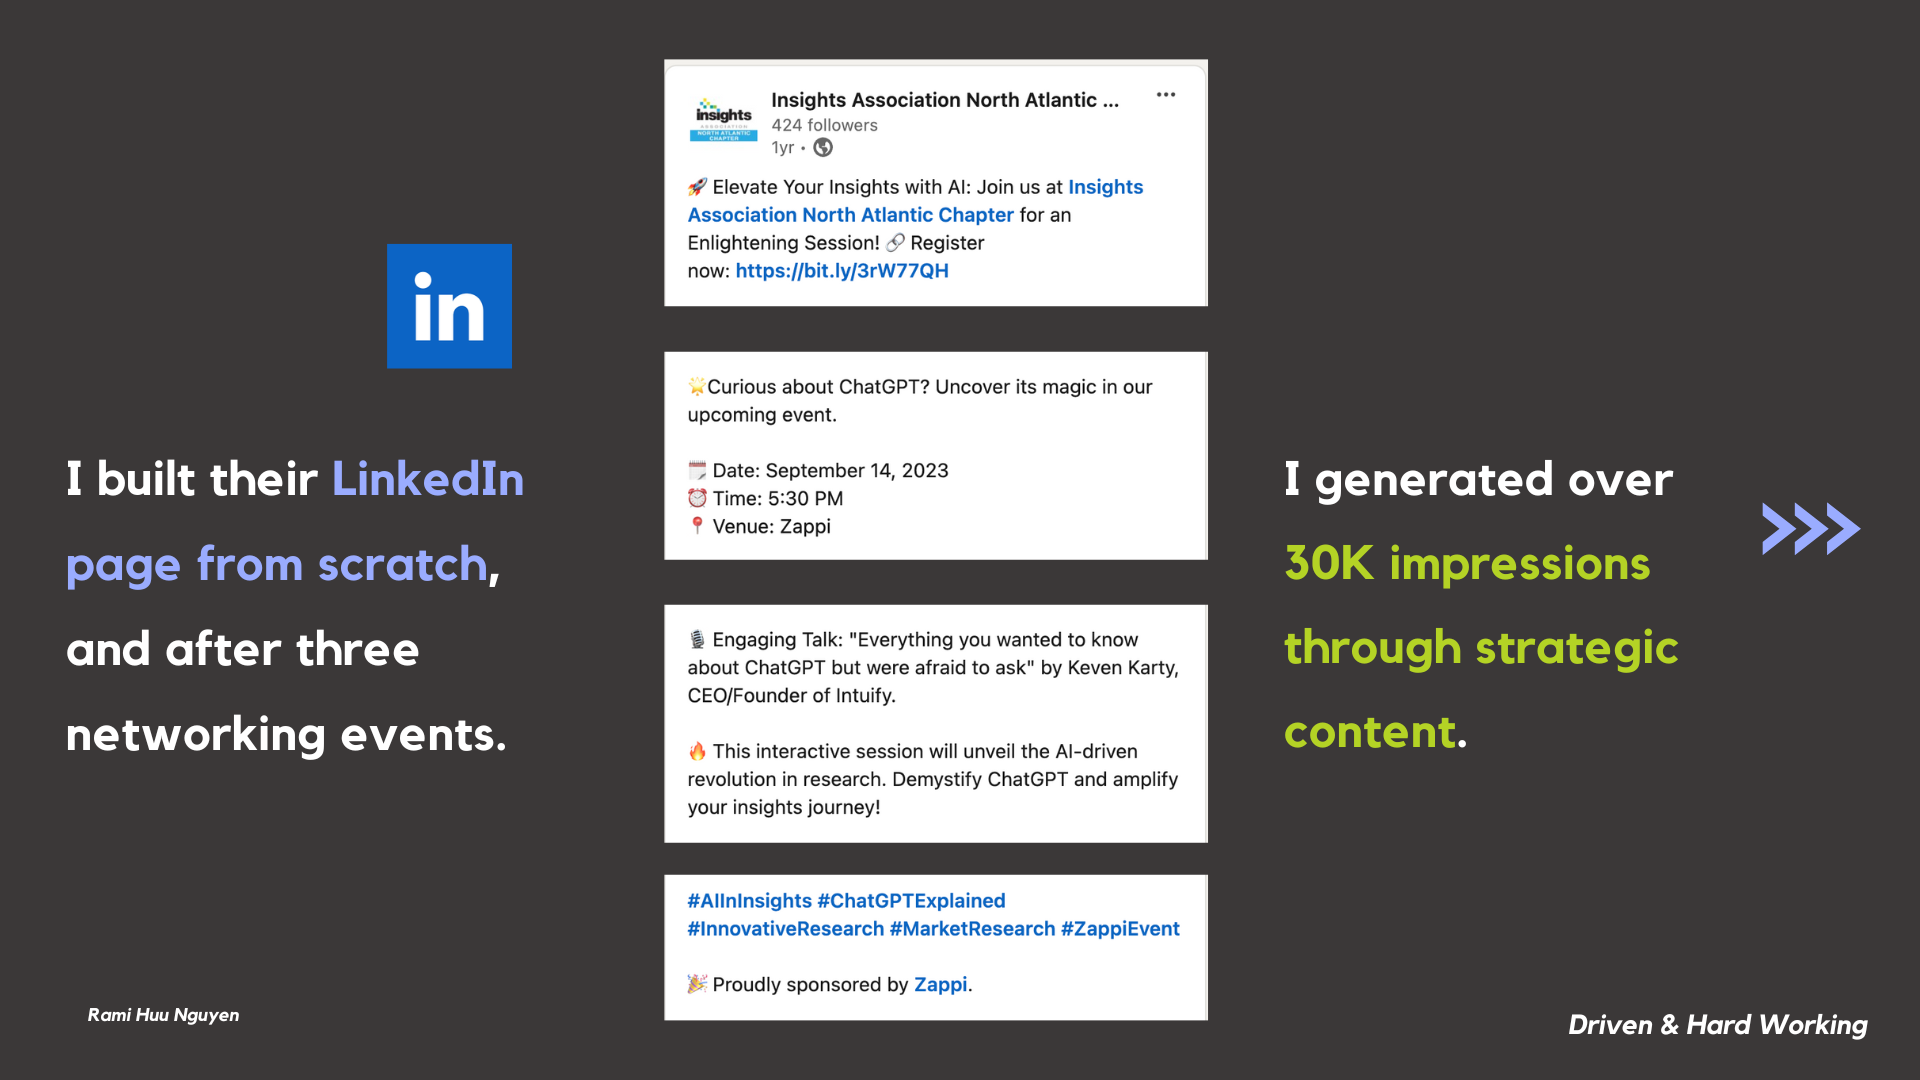 in
I built their LinkedIn
page from scratch,
and after three
networking events.
insights
ASSOCIATION
NORTH ATLANTIC
CHAPTER
Insights Association North Atlantic ...
424 followers
1yr •
🚀 Elevate Your Insights with AI: Join us at Insights
Association North Atlantic Chapter for an
Enlightening Session! 🔗 Register
now: https://bit.ly/3rW77QH
🌟Curious about ChatGPT? Uncover its magic in our
upcoming event.
🗓️ Date: September 14, 2023
⏰ Time: 5:30 PM
📍 Venue: Zappi
🎙️ Engaging Talk: "Everything you wanted to know
about ChatGPT but were afraid to ask" by Keven Karty,
CEO/Founder of Intuify.
🔥 This interactive session will unveil the AI-driven
revolution in research. Demystify ChatGPT and amplify
your insights journey!
#AIInInsights #ChatGPTExplained
#InnovativeResearch #MarketResearch #ZappiEvent
🎉 Proudly sponsored by Zappi.
I generated over
30K impressions
through strategic
content.
Rami Huu Nguyen
Driven & Hard Working